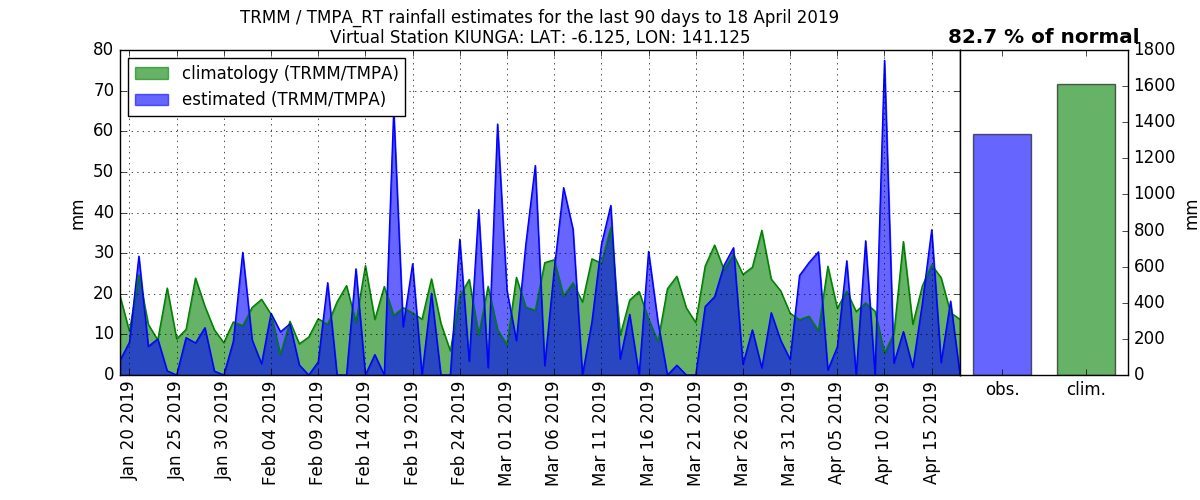 TRMM / TMPA_RT rainfall estimates for the last 90 days to 18 April 2019
Virtual Station KIUNGA: LAT: -6.125, LON: 141.125
82.7 % of normal
climatology (TRMM/TMPA)
estimated (TRMM/TMPA)
mm
80
70
60
50
40
30
20
10
0
Jan 20 2019
Jan 25 2019
Jan 30 2019
Feb 04 2019
Feb 09 2019
Feb 14 2019
Feb 19 2019
Feb 24 2019
Mar 01 2019
Mar 06 2019
Mar 11 2019
Mar 16 2019
Mar 21 2019
Mar 26 2019
Mar 31 2019
Apr 05 2019
Apr 10 2019
Apr 15 2019
1800
1600
1400
1200
1000
800
600
400
200
0
mm
obs.
clim.